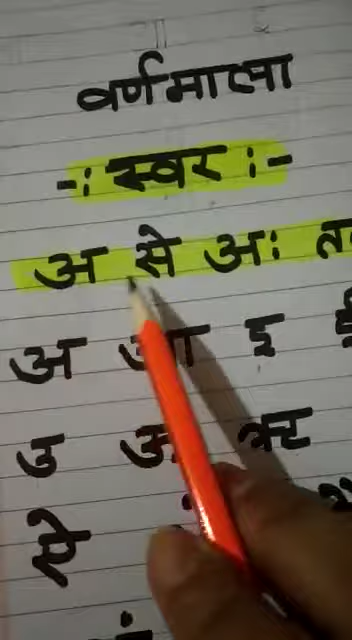 वर्णमाला
-: स्वर :-
अ से अः
अ आ इ
उ ऊ ऋ